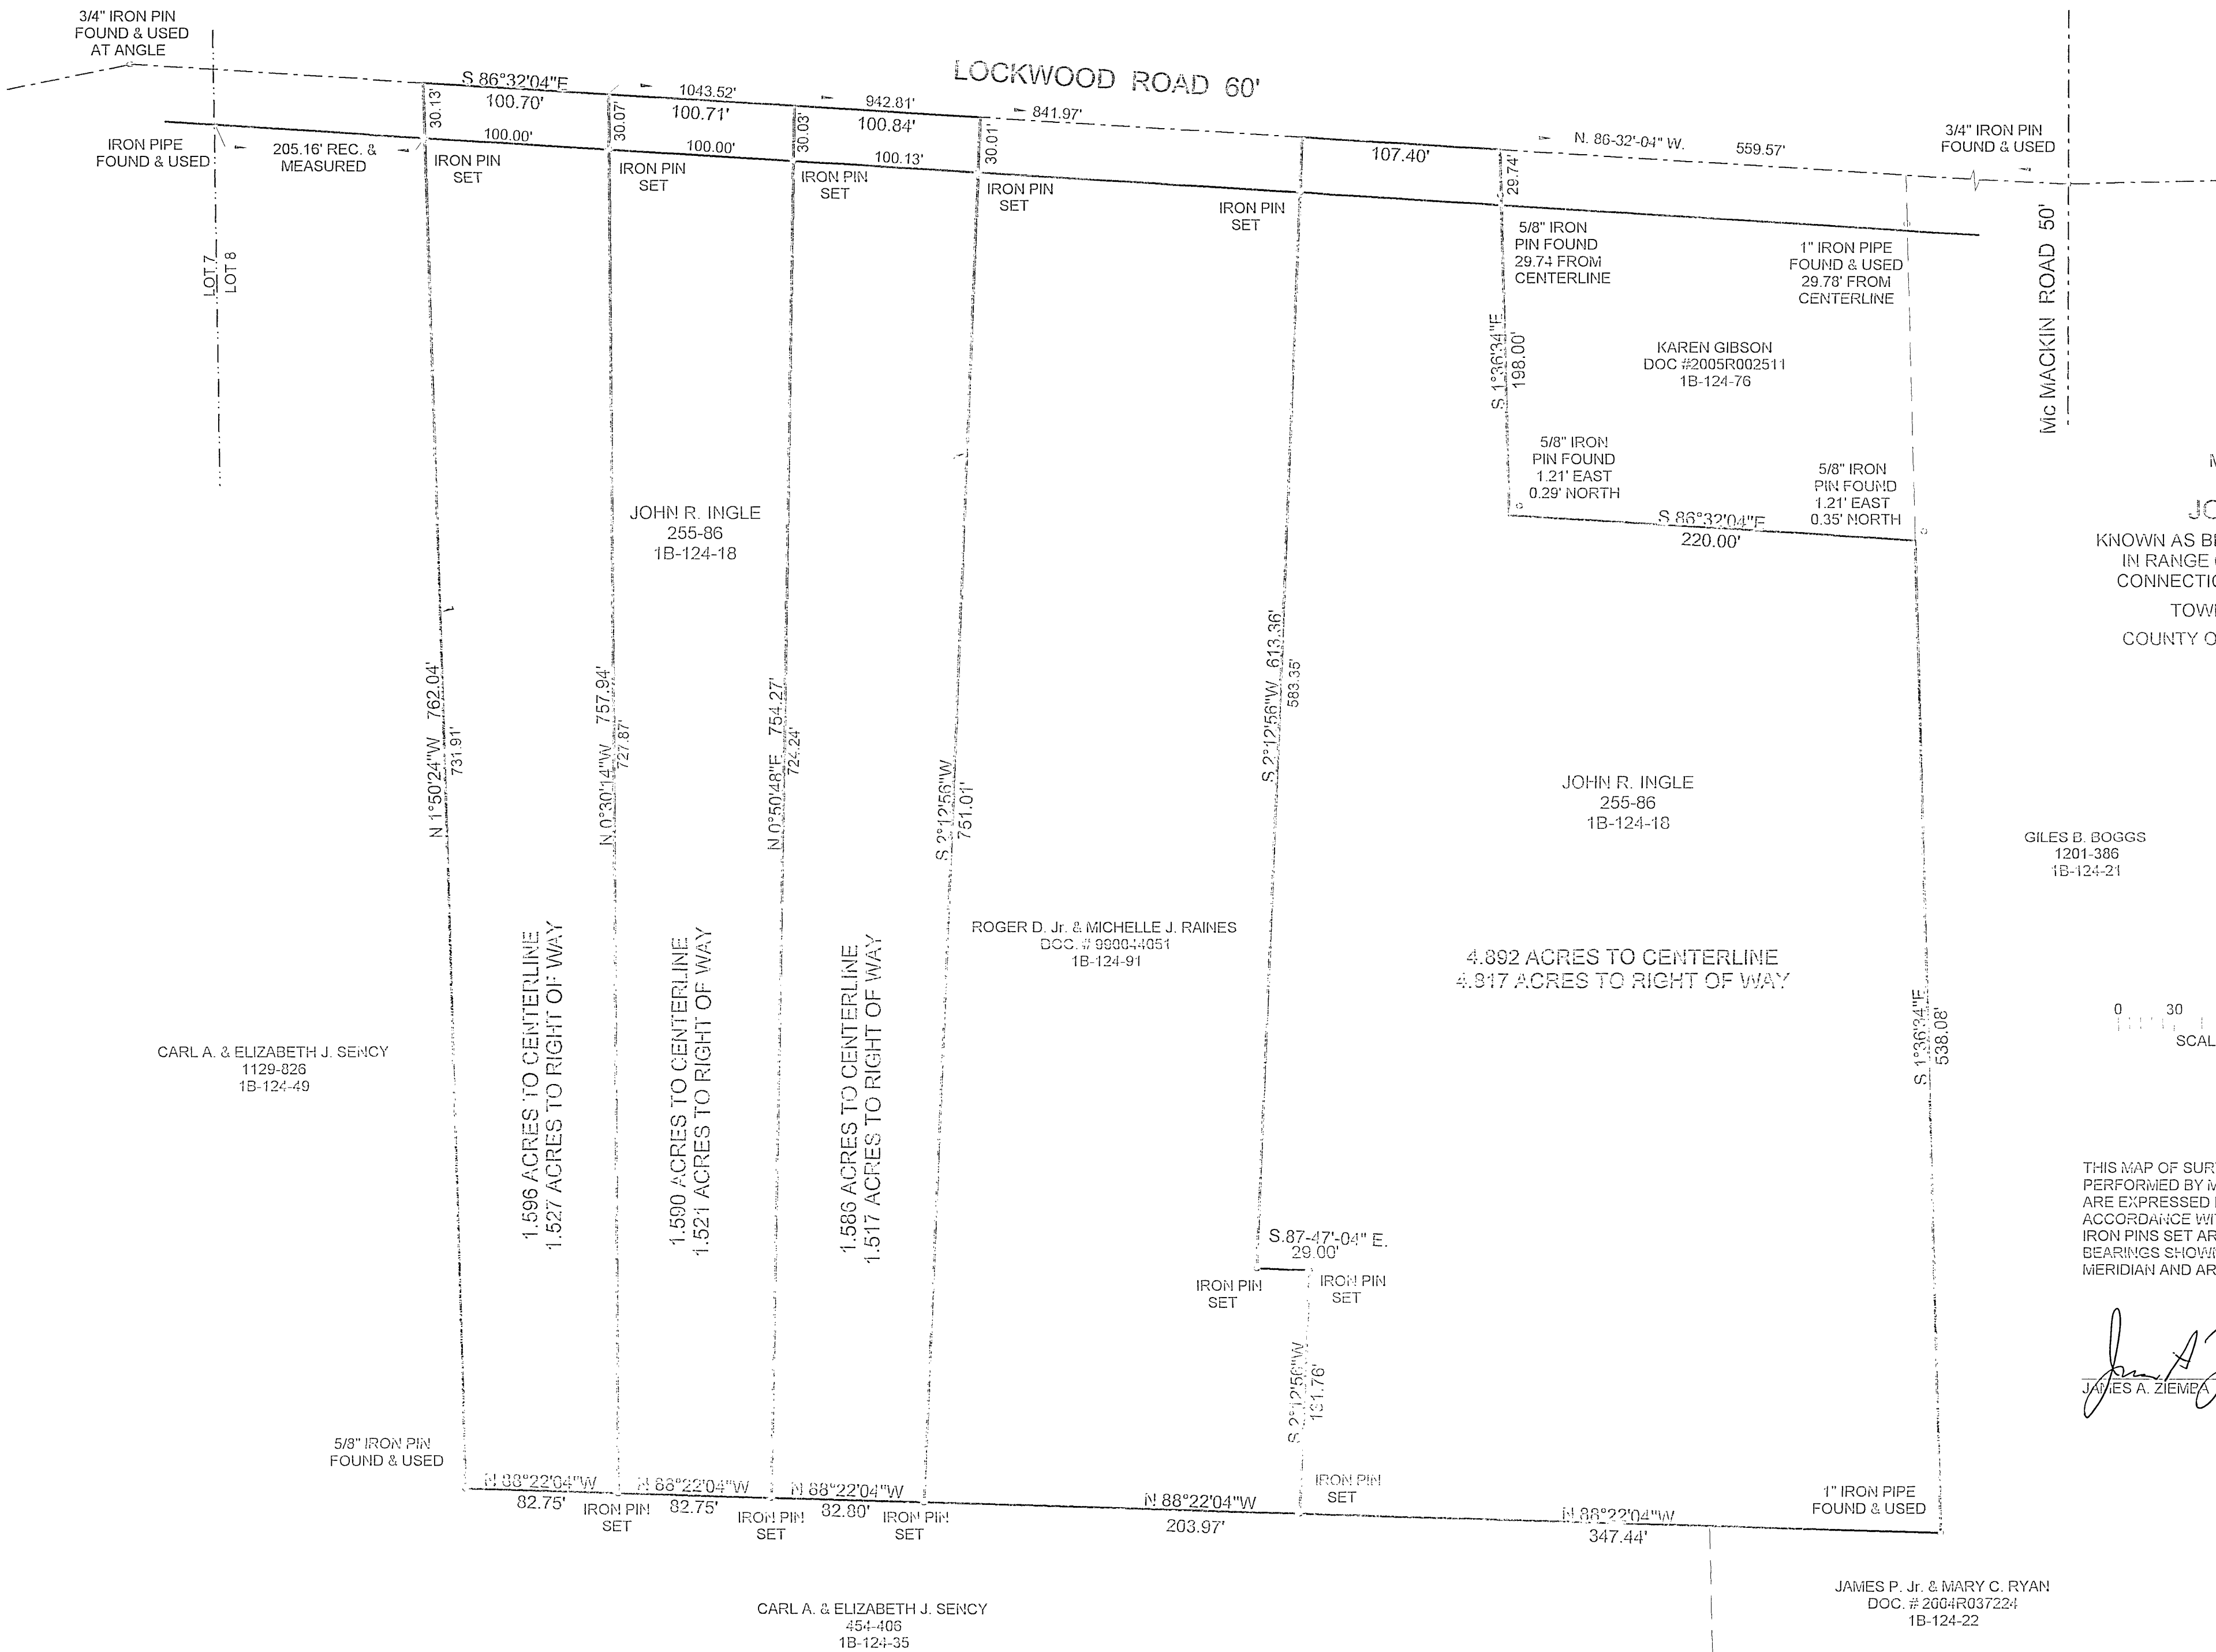 3/4" IRON PIN
FOUND & USED
AT ANGLE
LOCKWOOD ROAD 60'
S 86°32'04"E
100.70'
1043.52'
100.71'
942.81'
100.84'
841.97'
107.40'
N. 86-32'-04" W.
559.57'
3/4" IRON PIN
FOUND & USED
30.13'
30.07'
30.03'
30.01'
29.74'
IRON PIPE
FOUND & USED
205.16' REC. &
MEASURED
100.00'
100.00'
100.13'
IRON PIN
SET
IRON PIN
SET
IRON PIN
SET
IRON PIN
SET
IRON PIN
SET
5/8" IRON
PIN FOUND
29.74 FROM
CENTERLINE
1" IRON PIPE
FOUND & USED
29.78' FROM
CENTERLINE
Mc MACKIN ROAD 50'
LOT 7
LOT 8
S 1°36'34"E
198.00'
KAREN GIBSON
DOC #2005R002511
1B-124-76
5/8" IRON
PIN FOUND
1.21' EAST
0.29' NORTH
5/8" IRON
PIN FOUND
1.21' EAST
0.35' NORTH
S 86°32'04"E
220.00'
JOHN R. INGLE
255-86
1B-124-18
JO
KNOWN AS BE
IN RANGE
CONNECTIO
TOW
COUNTY O
N 1°50'24"W 762.04'
731.91'
N 0°30'14"W 757.94'
727.87'
N 0°50'48"E 754.27'
724.24'
S 2°12'56"W
751.01'
S 2°12'56"W 613.36'
583.35'
JOHN R. INGLE
255-86
1B-124-18
GILES B. BOGGS
1201-386
1B-124-21
ROGER D. Jr. & MICHELLE J. RAINES
DOC. # 990044051
1B-124-91
4.892 ACRES TO CENTERLINE
4.817 ACRES TO RIGHT OF WAY
1.596 ACRES TO CENTERLINE
1.527 ACRES TO RIGHT OF WAY
1.590 ACRES TO CENTERLINE
1.521 ACRES TO RIGHT OF WAY
1.586 ACRES TO CENTERLINE
1.517 ACRES TO RIGHT OF WAY
S 1°36'34"E
538.08'
0 30
SCAL
CARL A. & ELIZABETH J. SENCY
1129-826
1B-124-49
THIS MAP OF SUR
PERFORMED BY M
ARE EXPRESSED
ACCORDANCE WI
IRON PINS SET AR
BEARINGS SHOW
MERIDIAN AND AR
S.87-47'-04" E.
29.00'
IRON PIN
SET
IRON PIN
SET
S 2°12'56"W
131.76'
JAMES A. ZIEMBA
5/8" IRON PIN
FOUND & USED
N 88°22'04"W
82.75'
IRON PIN
SET
N 88°22'04"W
82.75'
IRON PIN
SET
N 88°22'04"W
82.80'
IRON PIN
SET
N 88°22'04"W
203.97'
IRON PIN
SET
N 88°22'04"W
347.44'
1" IRON PIPE
FOUND & USED
CARL A. & ELIZABETH J. SENCY
454-406
1B-124-35
JAMES P. Jr. & MARY C. RYAN
DOC. # 2004R037224
1B-124-22